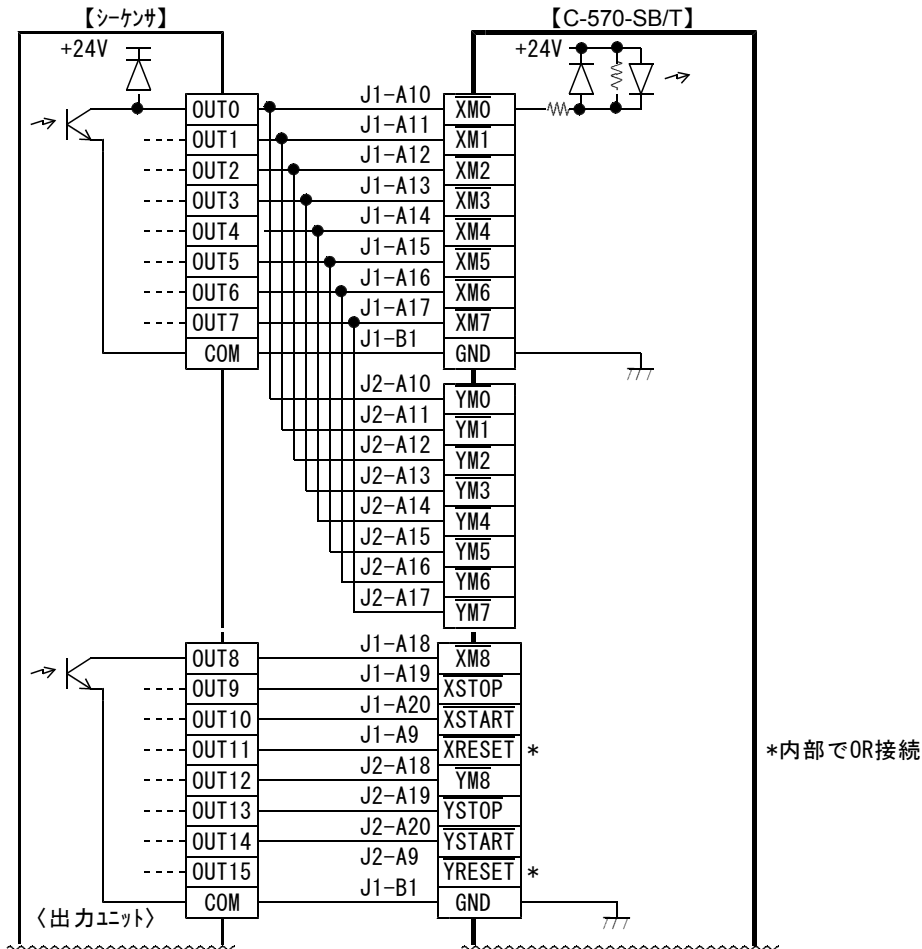 【ｼｰｹﾝｻ】 【C-570-SB/T】
+24V +24V
OUT0 J1-A10 XM0
OUT1 J1-A11 XM1
OUT2 J1-A12 XM2
OUT3 J1-A13 XM3
OUT4 J1-A14 XM4
OUT5 J1-A15 XM5
OUT6 J1-A16 XM6
OUT7 J1-A17 XM7
COM J1-B1 GND
J2-A10 YM0
J2-A11 YM1
J2-A12 YM2
J2-A13 YM3
J2-A14 YM4
J2-A15 YM5
J2-A16 YM6
J2-A17 YM7
OUT8 J1-A18 XM8
OUT9 J1-A19 XSTOP
OUT10 J1-A20 XSTART
OUT11 J1-A9 XRESET * *内部でOR接続
OUT12 J2-A18 YM8
OUT13 J2-A19 YSTOP
OUT14 J2-A20 YSTART
OUT15 J2-A9 YRESET *
COM J1-B1 GND
〈出力ﾕﾆｯﾄ〉